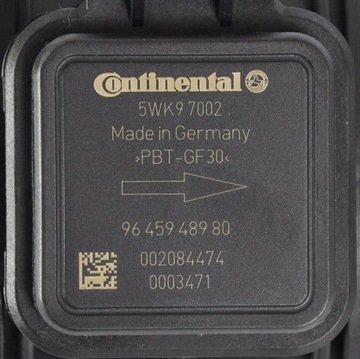 Continental
5WK9 7002
Made in Germany
>PBT-GF30<
96 459 489 80
002084474
0003471